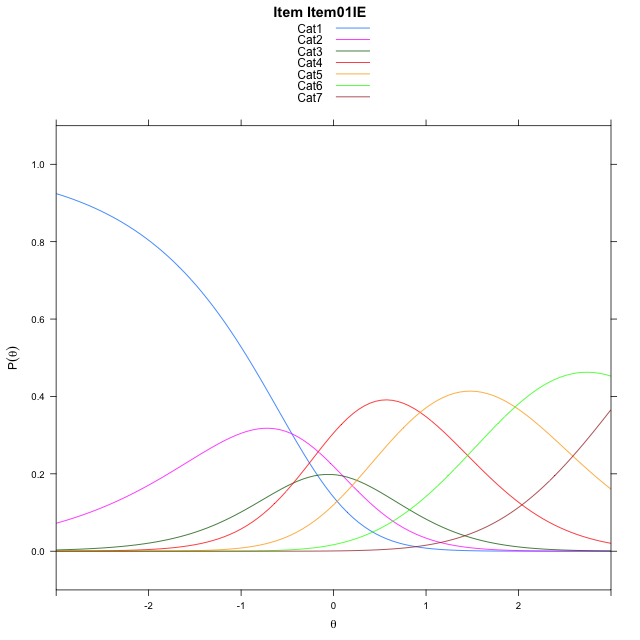 Item Item01IE
Cat1
Cat2
Cat3
Cat4
Cat5
Cat6
Cat7
1.0
0.8
0.6
0.4
0.2
0.0
P(θ)
-2 -1 0 1 2
θ